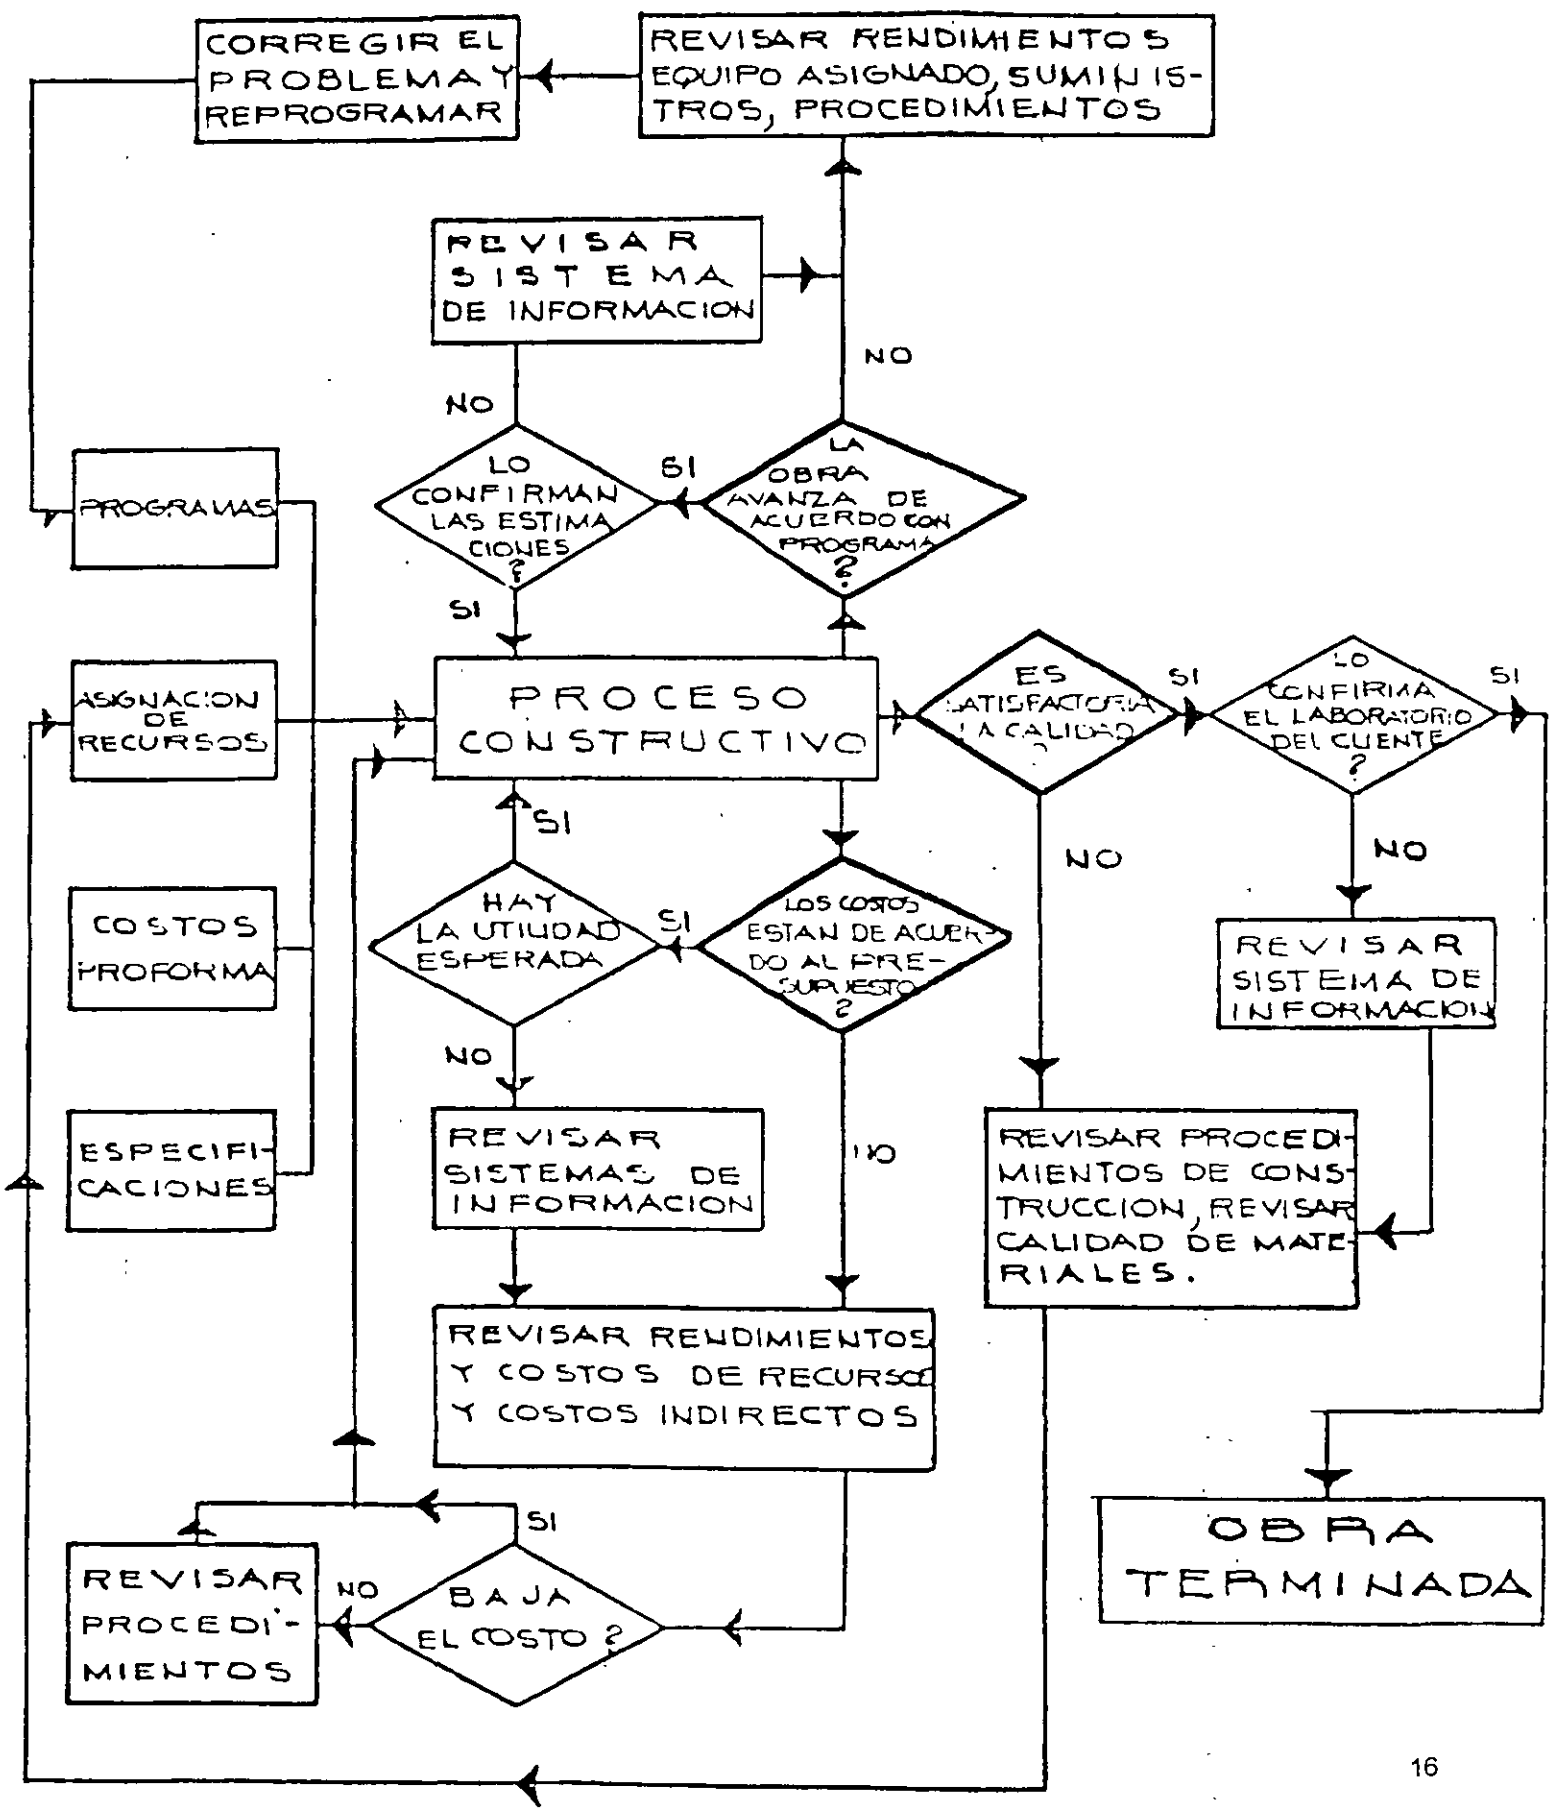 CORREGIR EL
PROBLEMA Y
REPROGRAMAR
REVISAR RENDIMIENTOS
EQUIPO ASIGNADO, SUMINIS-
TROS, PROCEDIMIENTOS
REVISAR
SISTEMA
DE INFORMACION
NO
NO
LO
CONFIRMAN
LAS ESTIMA
CIONES
?
SI
LA
OBRA
AVANZA DE
ACUERDO CON
PROGRAMA
?
PROGRAMAS
SI
ASIGNACION
DE
RECURSOS
PROCESO
CONSTRUCTIVO
ES
SATISFACTORIA
LA CALIDAD
?
SI
LO
CONFIRMA
EL LABORATORIO
DEL CLIENTE
?
SI
SI
NO
NO
COSTOS
PROFORMA
HAY
LA UTILIDAD
ESPERADA
SI
LOS COSTOS
ESTAN DE ACUER-
DO AL PRE-
SUPUESTO
?
REVISAR
SISTEMA DE
INFORMACION
NO
NO
ESPECIFI-
CACIONES
REVISAR
SISTEMAS DE
INFORMACION
REVISAR PROCEDI-
MIENTOS DE CONS-
TRUCCION, REVISAR
CALIDAD DE MATE-
RIALES.
REVISAR RENDIMIENTOS
Y COSTOS DE RECURSOS
Y COSTOS INDIRECTOS
SI
REVISAR
PROCEDI-
MIENTOS
NO
BAJA
EL COSTO ?
OBRA
TERMINADA
16